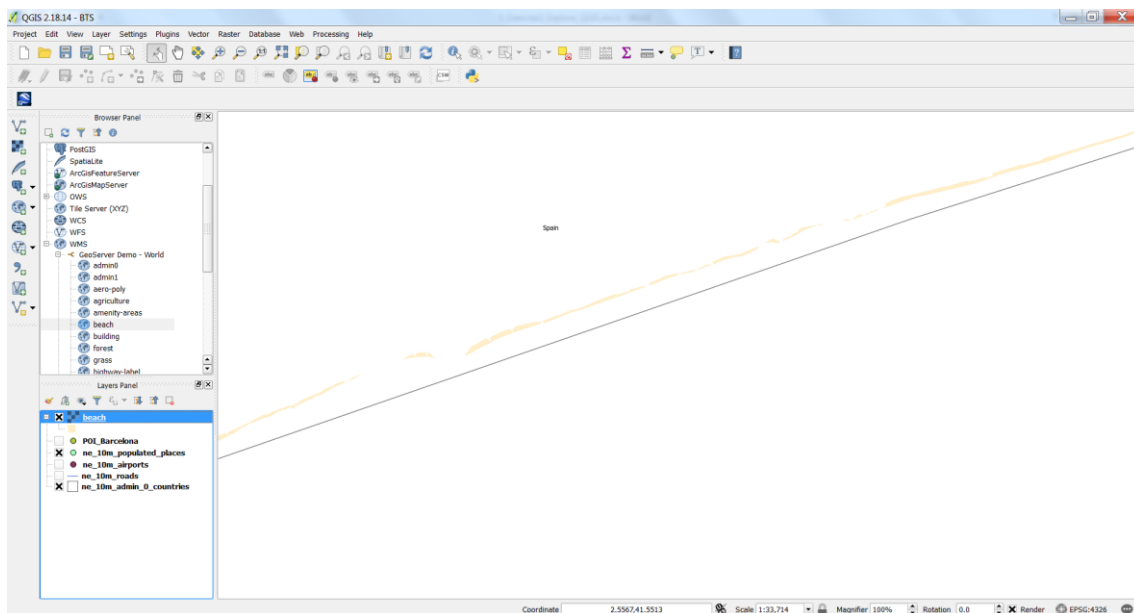 QGIS 2.18.14 - BTS
Project Edit View Layer Settings Plugins Vector Raster Database Web Processing Help
CSW
Browser Panel
PostGIS
SpatiaLite
ArcGisFeatureServer
ArcGisMapServer
OWS
Tile Server (XYZ)
WCS
WFS
WMS
GeoServer Demo - World
admin0
admin1
aero-poly
agriculture
amenity-areas
beach
building
forest
grass
highway-label
Layers Panel
beach
POI_Barcelona
ne_10m_populated_places
ne_10m_airports
ne_10m_roads
ne_10m_admin_0_countries
Spain
Coordinate 2.5567,41.5513 Scale 1:33,714 Magnifier 100% Rotation 0.0 Render EPSG:4326